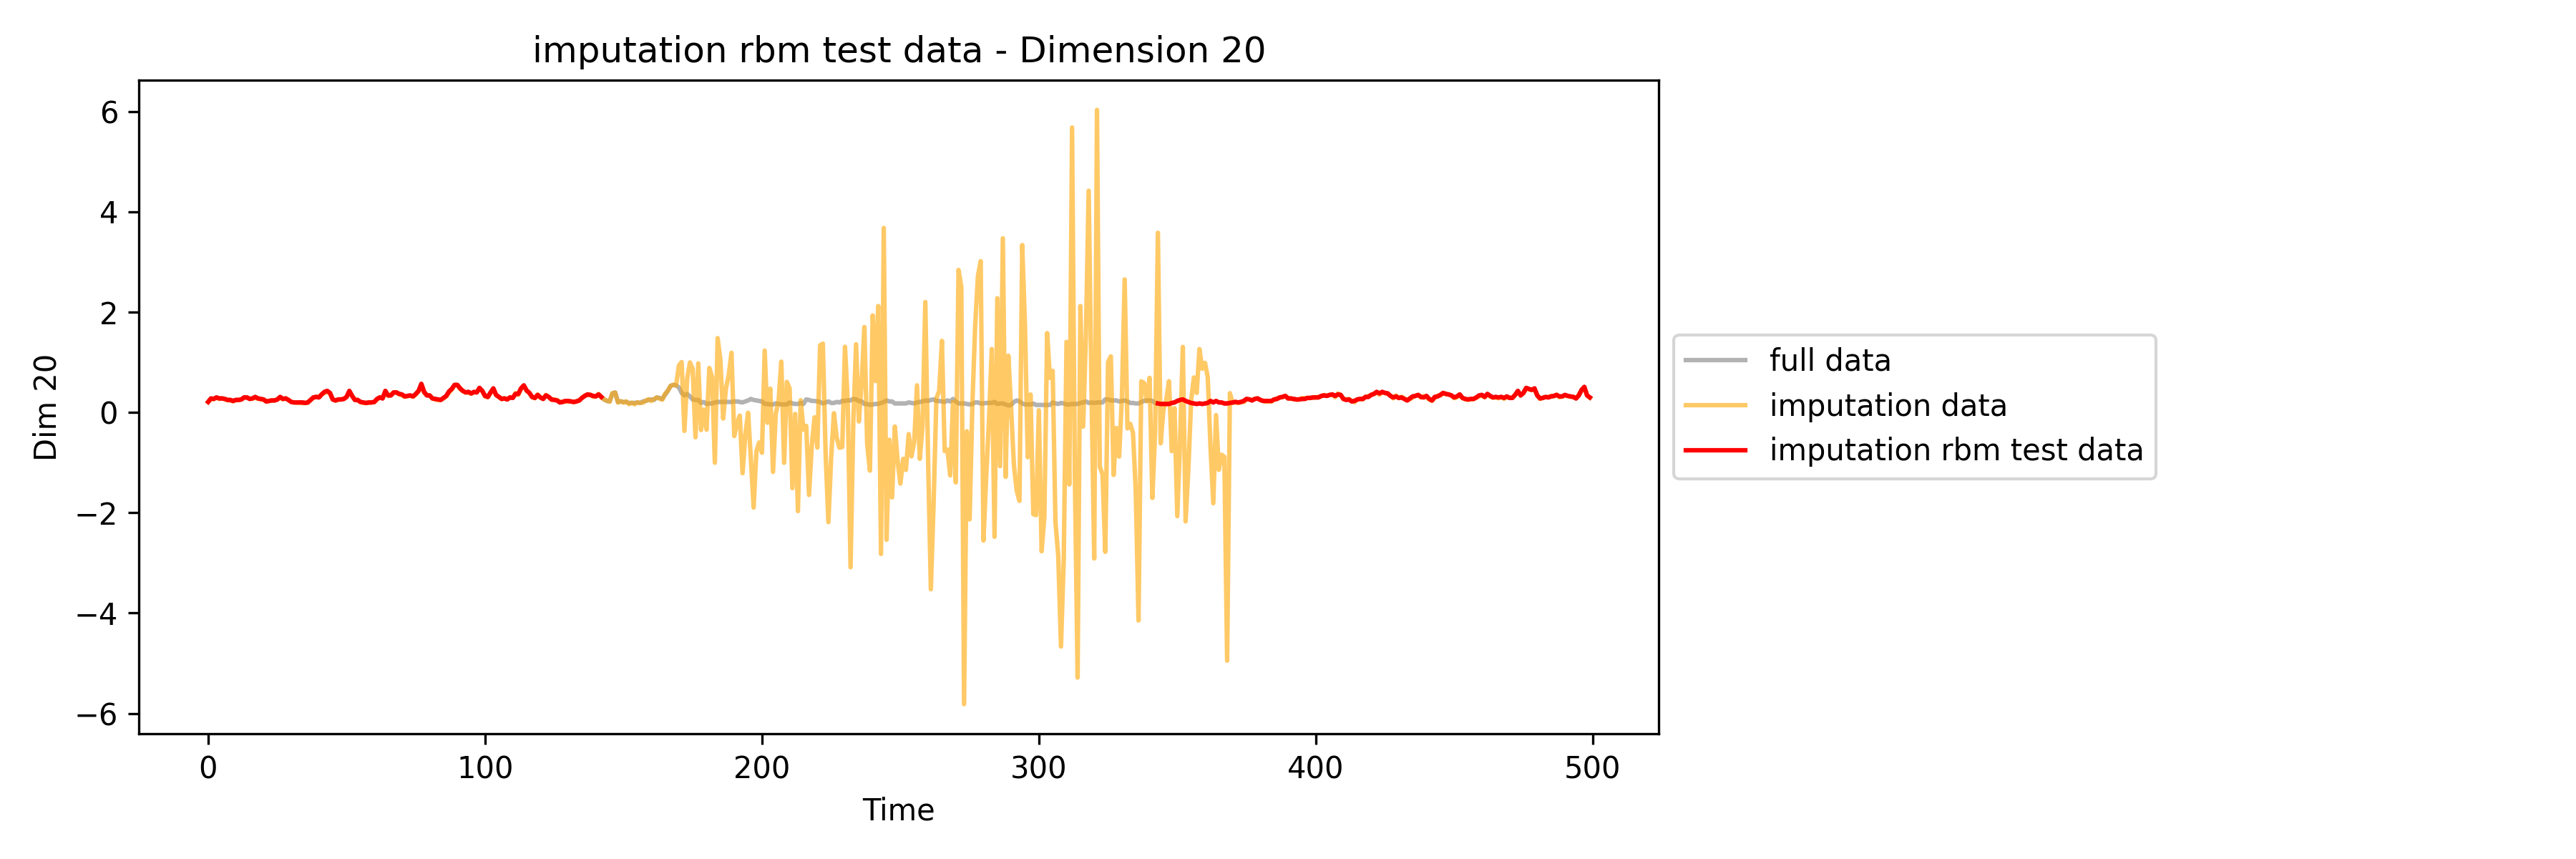 imputation rbm test data - Dimension 20
6
4
2
0
−2
−4
−6
Dim 20
0 100 200 300 400 500
Time
full data
imputation data
imputation rbm test data